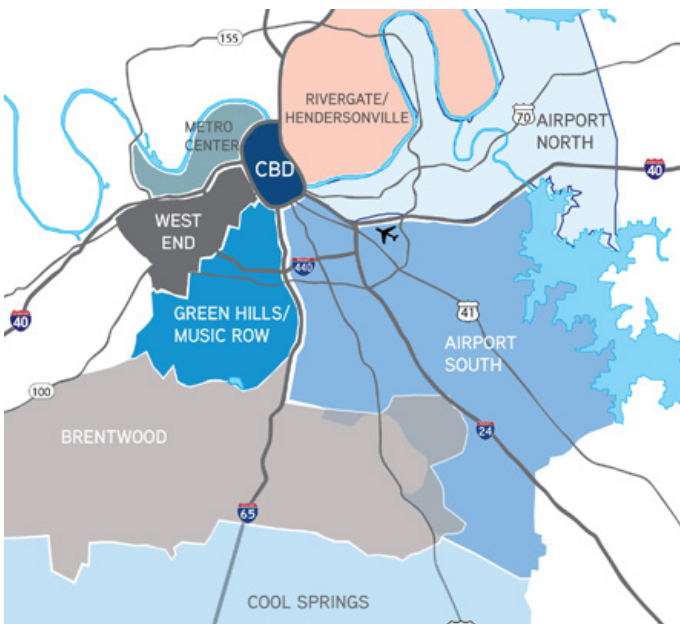 155
RIVERGATE/
HENDERSONVILLE
METRO
CENTER
70
AIRPORT
NORTH
CBD
40
WEST
END
440
GREEN HILLS/
MUSIC ROW
41
AIRPORT
SOUTH
40
100
BRENTWOOD
24
65
COOL SPRINGS